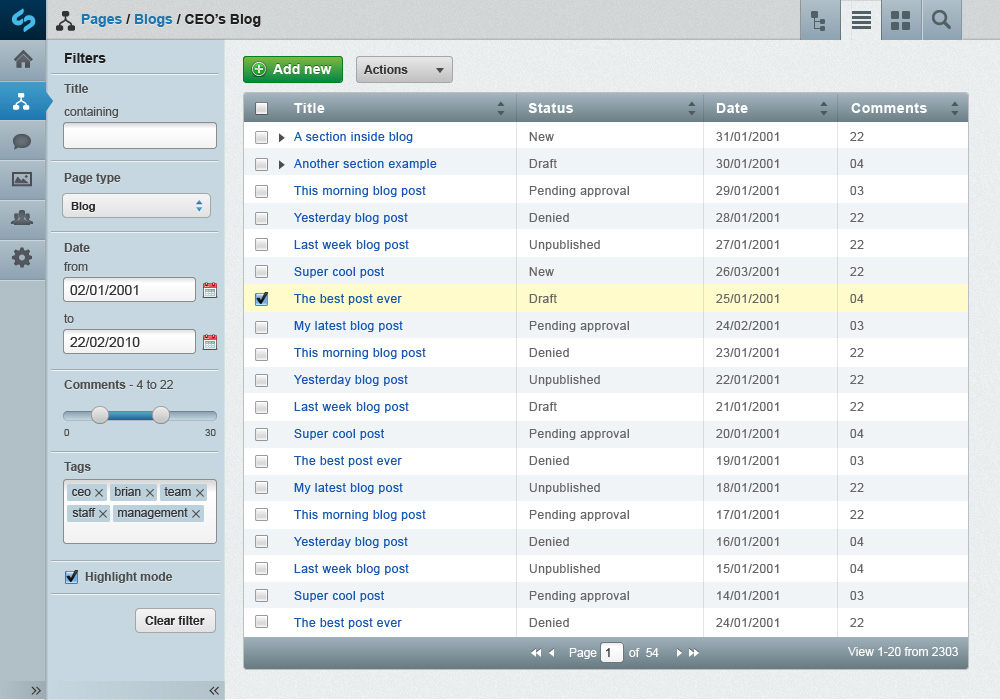 Pages / Blogs / CEO's Blog
Filters
Title
containing
Page type
Blog
Date
from
02/01/2001
to
22/02/2010
Comments - 4 to 22
0 30
Tags
ceo × brian × team ×
staff × management ×
Highlight mode
Clear filter
Add new Actions
Title Status Date Comments
A section inside blog New 31/01/2001 22
Another section example Draft 30/01/2001 04
This morning blog post Pending approval 29/01/2001 03
Yesterday blog post Denied 28/01/2001 22
Last week blog post Unpublished 27/01/2001 22
Super cool post New 26/03/2001 22
The best post ever Draft 25/01/2001 04
My latest blog post Pending approval 24/02/2001 03
This morning blog post Denied 23/01/2001 22
Yesterday blog post Unpublished 22/01/2001 22
Last week blog post Draft 21/01/2001 22
Super cool post Pending approval 20/01/2001 04
The best post ever Denied 19/01/2001 03
My latest blog post Unpublished 18/01/2001 22
This morning blog post Pending approval 17/01/2001 22
Yesterday blog post Denied 16/01/2001 04
Last week blog post Unpublished 15/01/2001 04
Super cool post Pending approval 14/01/2001 03
The best post ever Denied 24/01/2001 22
Page 1 of 54 View 1-20 from 2303